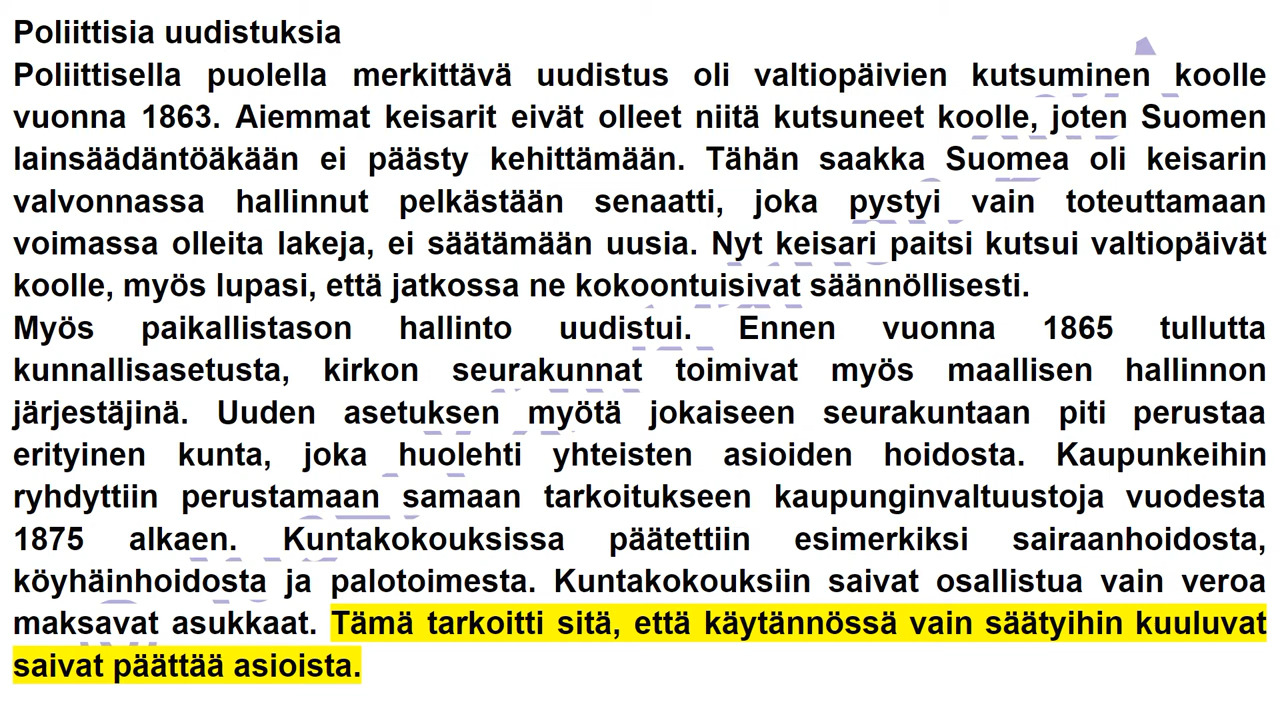 Poliittisia uudistuksia
Poliittisella puolella merkittävä uudistus oli valtiopäivien kutsuminen koolle
vuonna 1863. Aiemmat keisarit eivät olleet niitä kutsuneet koolle, joten Suomen
lainsäädäntöäkään ei päästy kehittämään. Tähän saakka Suomea oli keisarin
valvonnassa hallinnut pelkästään senaatti, joka pystyi vain toteuttamaan
voimassa olleita lakeja, ei säätämään uusia. Nyt keisari paitsi kutsui valtiopäivät
koolle, myös lupasi, että jatkossa ne kokoontuisivat säännöllisesti.
Myös paikallistason hallinto uudistui. Ennen vuonna 1865 tullutta
kunnallisasetusta, kirkon seurakunnat toimivat myös maallisen hallinnon
järjestäjinä. Uuden asetuksen myötä jokaiseen seurakuntaan piti perustaa
erityinen kunta, joka huolehti yhteisten asioiden hoidosta. Kaupunkeihin
ryhdyttiin perustamaan samaan tarkoitukseen kaupunginvaltuustoja vuodesta
1875 alkaen. Kuntakokouksissa päätettiin esimerkiksi sairaanhoidosta,
köyhäinhoidosta ja palotoimesta. Kuntakokouksiin saivat osallistua vain veroa
maksavat asukkaat. Tämä tarkoitti sitä, että käytännössä vain säätyihin kuuluvat
saivat päättää asioista.